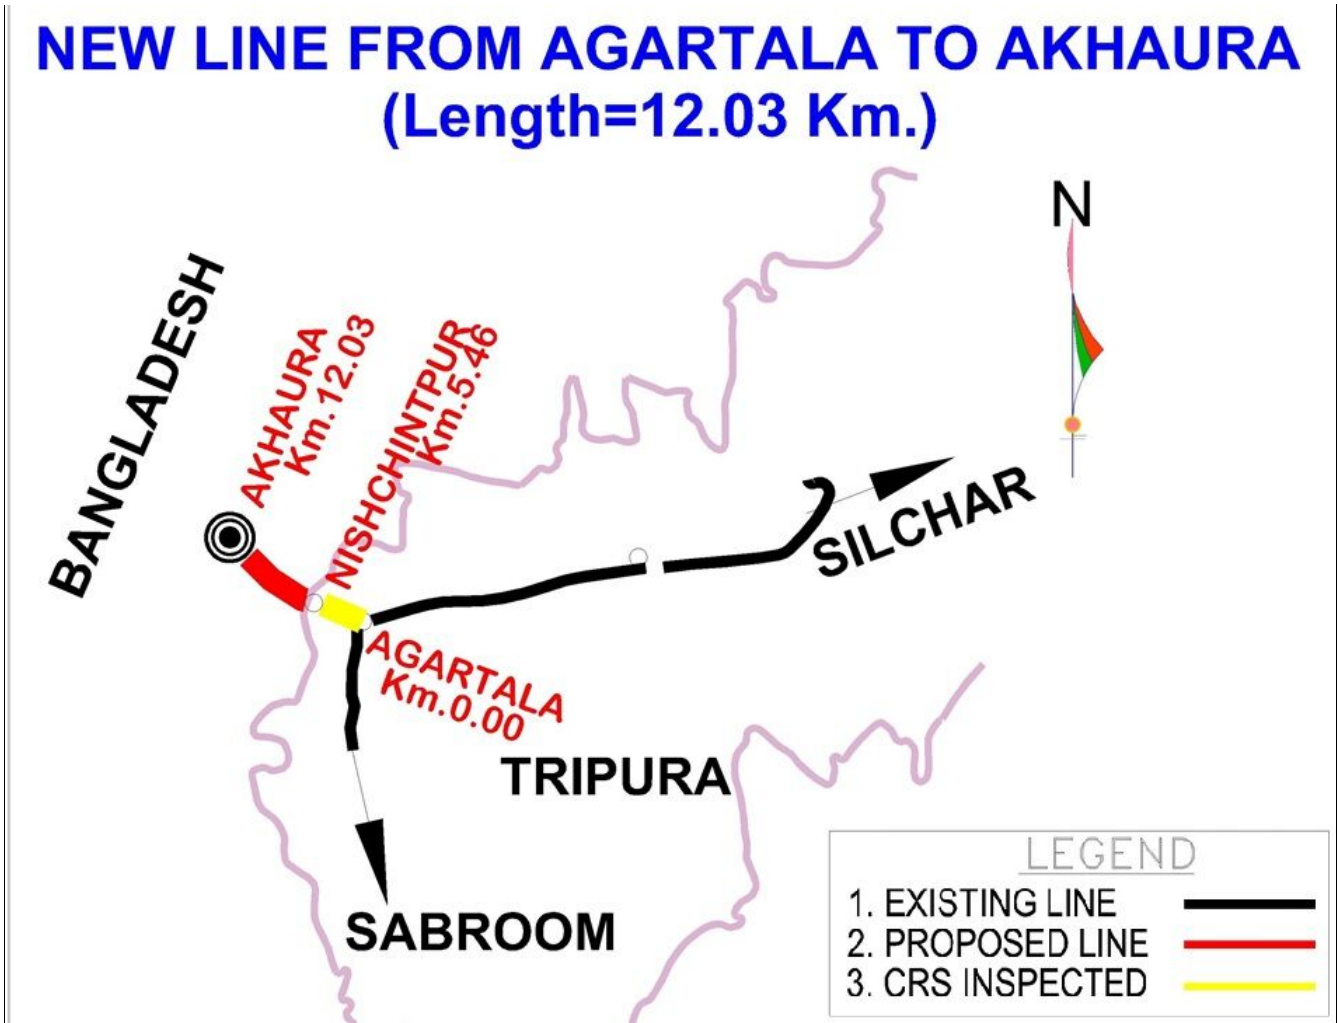 NEW LINE FROM AGARTALA TO AKHAURA
(Length=12.03 Km.)
N
BANGLADESH
AKHAURA
Km.12.03
NISHCHINTPUR
Km.5.46
SILCHAR
AGARTALA
Km.0.00
TRIPURA
SABROOM
LEGEND
1. EXISTING LINE
2. PROPOSED LINE
3. CRS INSPECTED